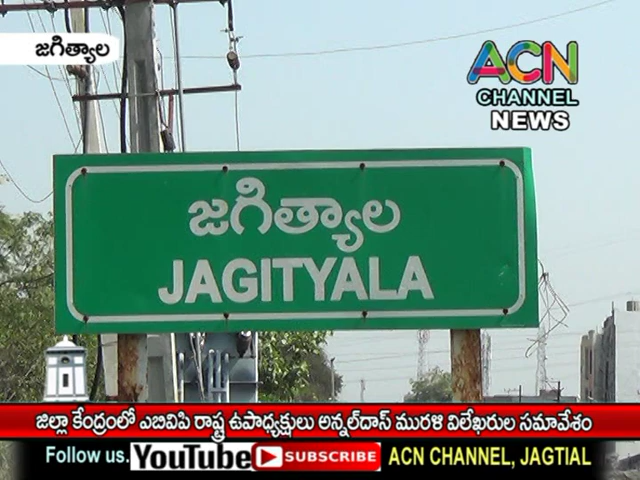 జగిత్యాల
ACN
CHANNEL
NEWS
జగిత్యాల
JAGITYALA
జిల్లా కేంద్రంలో ఎబివిపి రాష్ట్ర ఉపాధ్యక్షులు అన్నల్‌దాస్ మురళి విలేఖరుల సమావేశం
Follow us. YouTube SUBSCRIBE ACN CHANNEL, JAGTIAL